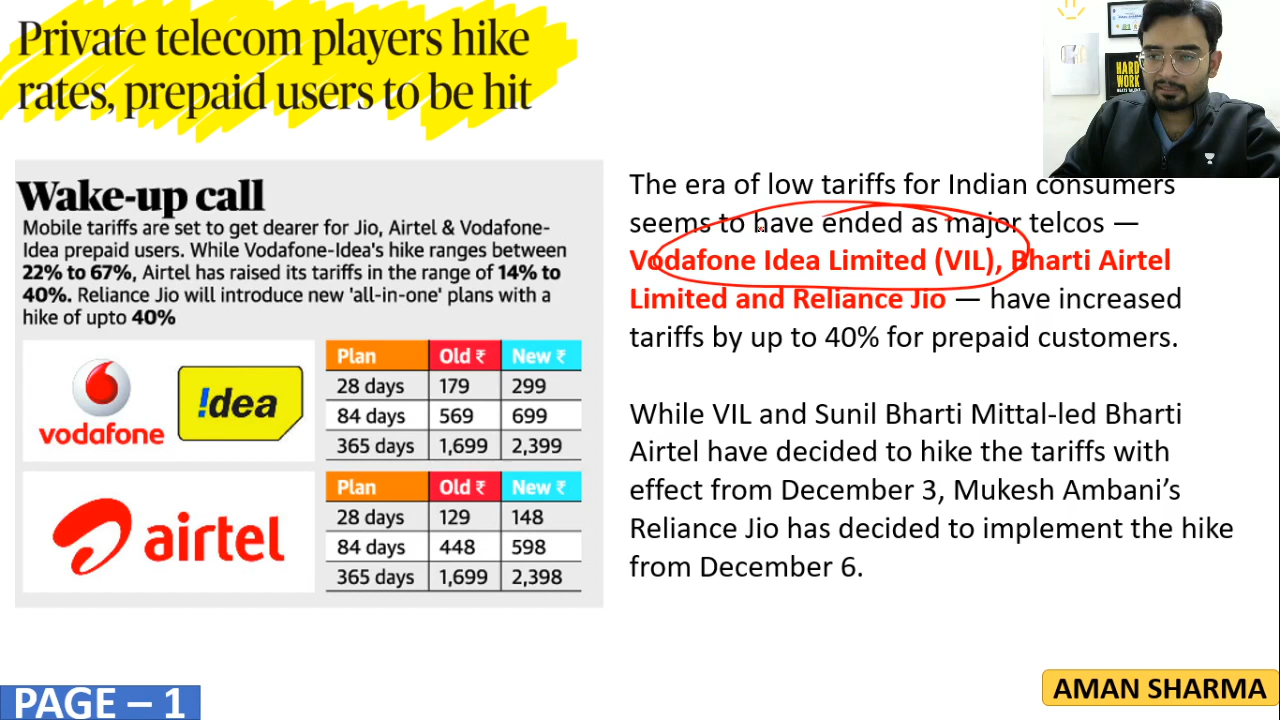 Private telecom players hike
rates, prepaid users to be hit
HARD
WORK
Wake-up call
Mobile tariffs are set to get dearer for Jio, Airtel & Vodafone-
Idea prepaid users. While Vodafone-Idea's hike ranges between
22% to 67%, Airtel has raised its tariffs in the range of 14% to
40%. Reliance Jio will introduce new 'all-in-one' plans with a
hike of upto 40%
vodafone
!dea
Plan Old ₹ New ₹
28 days 179 299
84 days 569 699
365 days 1,699 2,399
airtel
Plan Old ₹ New ₹
28 days 129 148
84 days 448 598
365 days 1,699 2,398
The era of low tariffs for Indian consumers
seems to have ended as major telcos —
Vodafone Idea Limited (VIL), Bharti Airtel
Limited and Reliance Jio — have increased
tariffs by up to 40% for prepaid customers.
While VIL and Sunil Bharti Mittal-led Bharti
Airtel have decided to hike the tariffs with
effect from December 3, Mukesh Ambani’s
Reliance Jio has decided to implement the hike
from December 6.
PAGE – 1
AMAN SHARMA